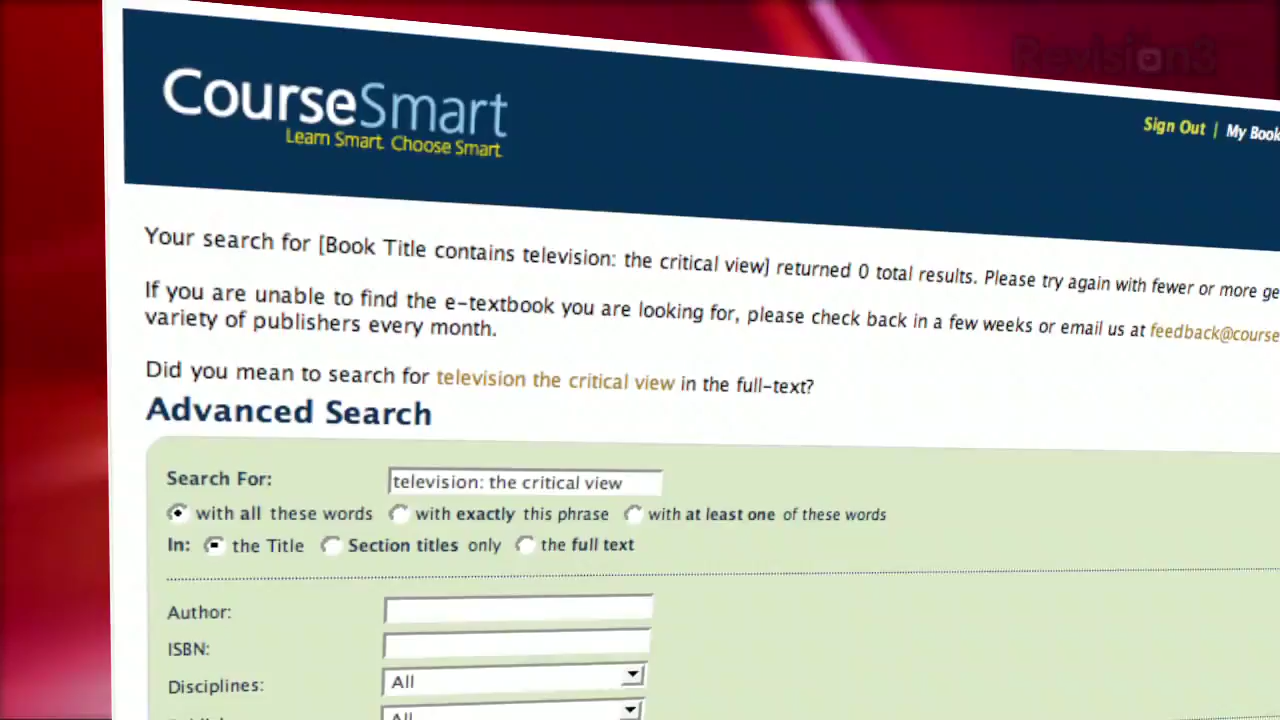 Revision3
CourseSmart
Learn Smart. Choose Smart.
Sign Out | My Book
Your search for [Book Title contains television: the critical view] returned 0 total results. Please try again with fewer or more ge
If you are unable to find the e-textbook you are looking for, please check back in a few weeks or email us at feedback@course
variety of publishers every month.
Did you mean to search for television the critical view in the full-text?
Advanced Search
Search For: television: the critical view
with all these words with exactly this phrase with at least one of these words
In: the Title Section titles only the full text
Author:
ISBN:
Disciplines: All
All